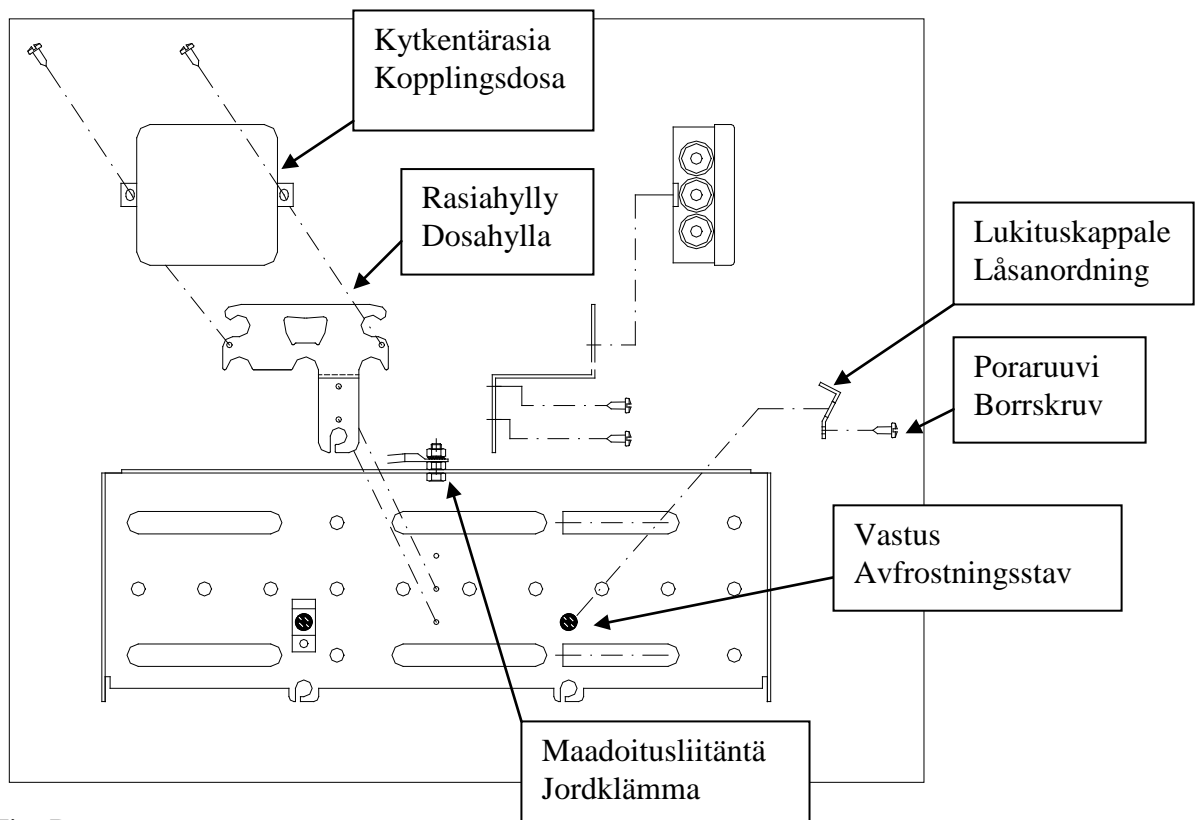 Kytkentärasia
Kopplingsdosa
Rasiahylly
Dosahylla
Lukituskappale
Låsanordning
Poraruuvi
Borrskruv
Vastus
Avfrostningsstav
Maadoitusliitäntä
Jordklämma